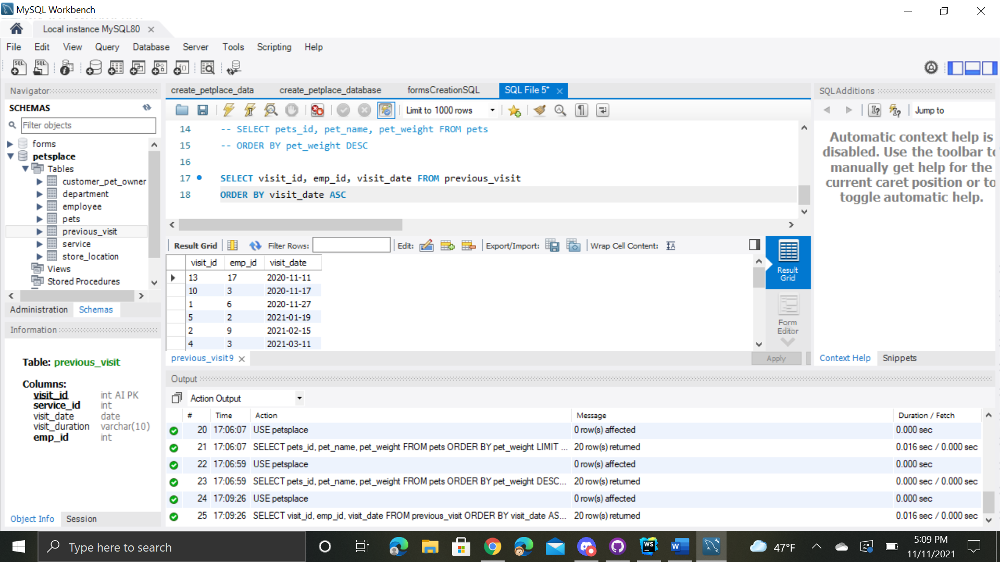 MySQL Workbench
Local instance MySQL80
File Edit View Query Database Server Tools Scripting Help
Navigator
SCHEMAS
Filter objects
forms
petsplace
Tables
customer_pet_owner
department
employee
pets
previous_visit
service
store_location
Views
Stored Procedures
Administration Schemas
Information
Table: previous_visit
Columns:
visit_id int AI PK
service_id int
visit_date date
visit_duration varchar(10)
emp_id int
Object Info Session
create_petplace_data create_petplace_database formsCreationSQL SQL File 5*
Limit to 1000 rows
14 -- SELECT pets_id, pet_name, pet_weight FROM pets
15 -- ORDER BY pet_weight DESC
16
17 SELECT visit_id, emp_id, visit_date FROM previous_visit
18 ORDER BY visit_date ASC
Result Grid Filter Rows: Edit: Export/Import: Wrap Cell Content:
visit_id emp_id visit_date
13 17 2020-11-11
10 3 2020-11-17
1 6 2020-11-27
5 2 2021-01-19
2 9 2021-02-15
4 3 2021-03-11
Result
Grid
Form
Editor
previous_visit9
Apply
SQLAdditions
Jump to
Automatic context help is
disabled. Use the toolbar to
manually get help for the
current caret position or to
toggle automatic help.
Context Help Snippets
Output
Action Output
# Time Action Message Duration / Fetch
20 17:06:07 USE petsplace 0 row(s) affected 0.000 sec
21 17:06:07 SELECT pets_id, pet_name, pet_weight FROM pets ORDER BY pet_weight LIMIT ... 20 row(s) returned 0.016 sec / 0.000 sec
22 17:06:59 USE petsplace 0 row(s) affected 0.000 sec
23 17:06:59 SELECT pets_id, pet_name, pet_weight FROM pets ORDER BY pet_weight DESC... 20 row(s) returned 0.000 sec / 0.000 sec
24 17:09:26 USE petsplace 0 row(s) affected 0.000 sec
25 17:09:26 SELECT visit_id, emp_id, visit_date FROM previous_visit ORDER BY visit_date AS... 20 row(s) returned 0.016 sec / 0.000 sec
Type here to search
47°F
5:09 PM
11/11/2021